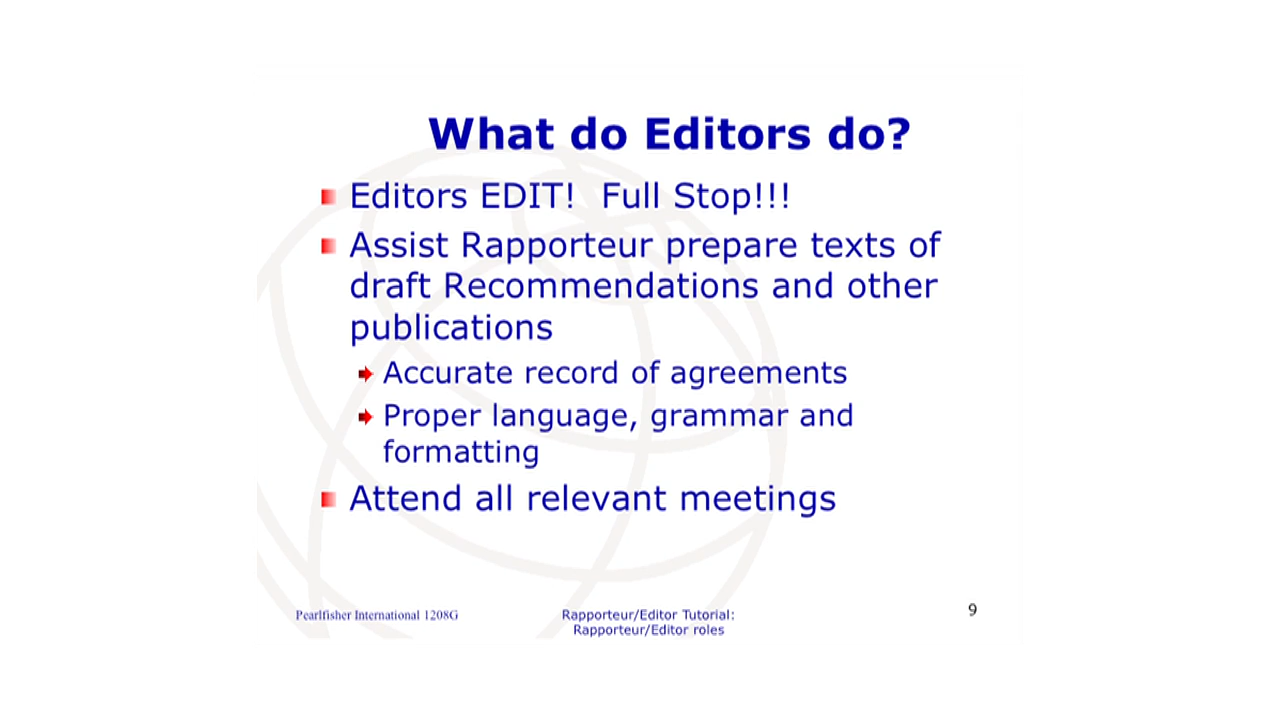 What do Editors do?
Editors EDIT!  Full Stop!!!
Assist Rapporteur prepare texts of
draft Recommendations and other
publications
Accurate record of agreements
Proper language, grammar and
formatting
Attend all relevant meetings
Pearlfisher International 1208G
Rapporteur/Editor Tutorial:
Rapporteur/Editor roles
9